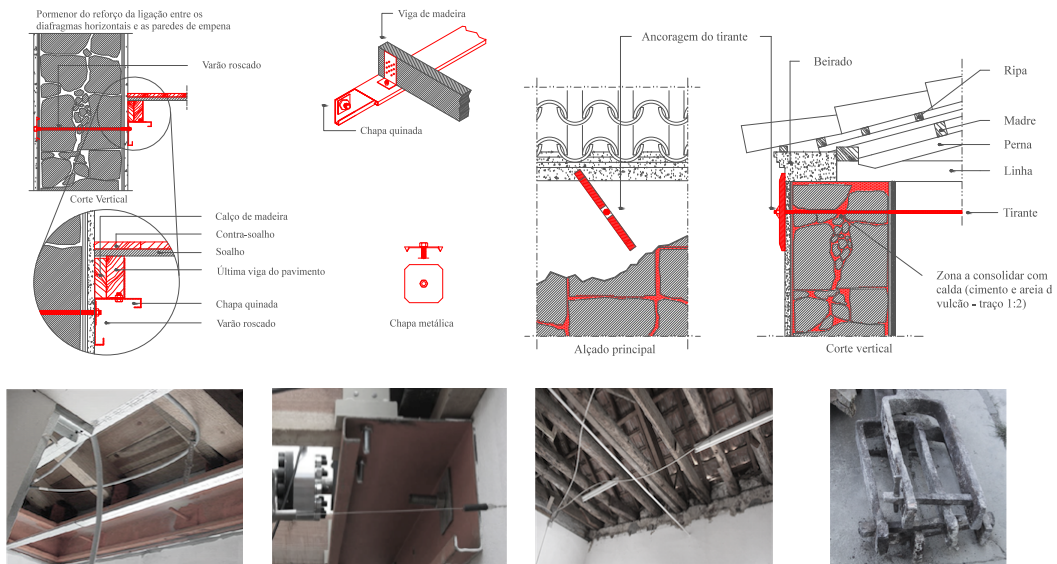 Pormenor do reforço da ligação entre os
diafragmas horizontais e as paredes de empena
Varão roscado
Corte Vertical
Viga de madeira
Chapa quinada
Calço de madeira
Contra-soalho
Soalho
Última viga do pavimento
Chapa quinada
Varão roscado
Chapa metálica
Ancoragem do tirante
Alçado principal
Beirado
Ripa
Madre
Perna
Linha
Tirante
Zona a consolidar com
calda (cimento e areia d
vulcão - traço 1:2)
Corte vertical